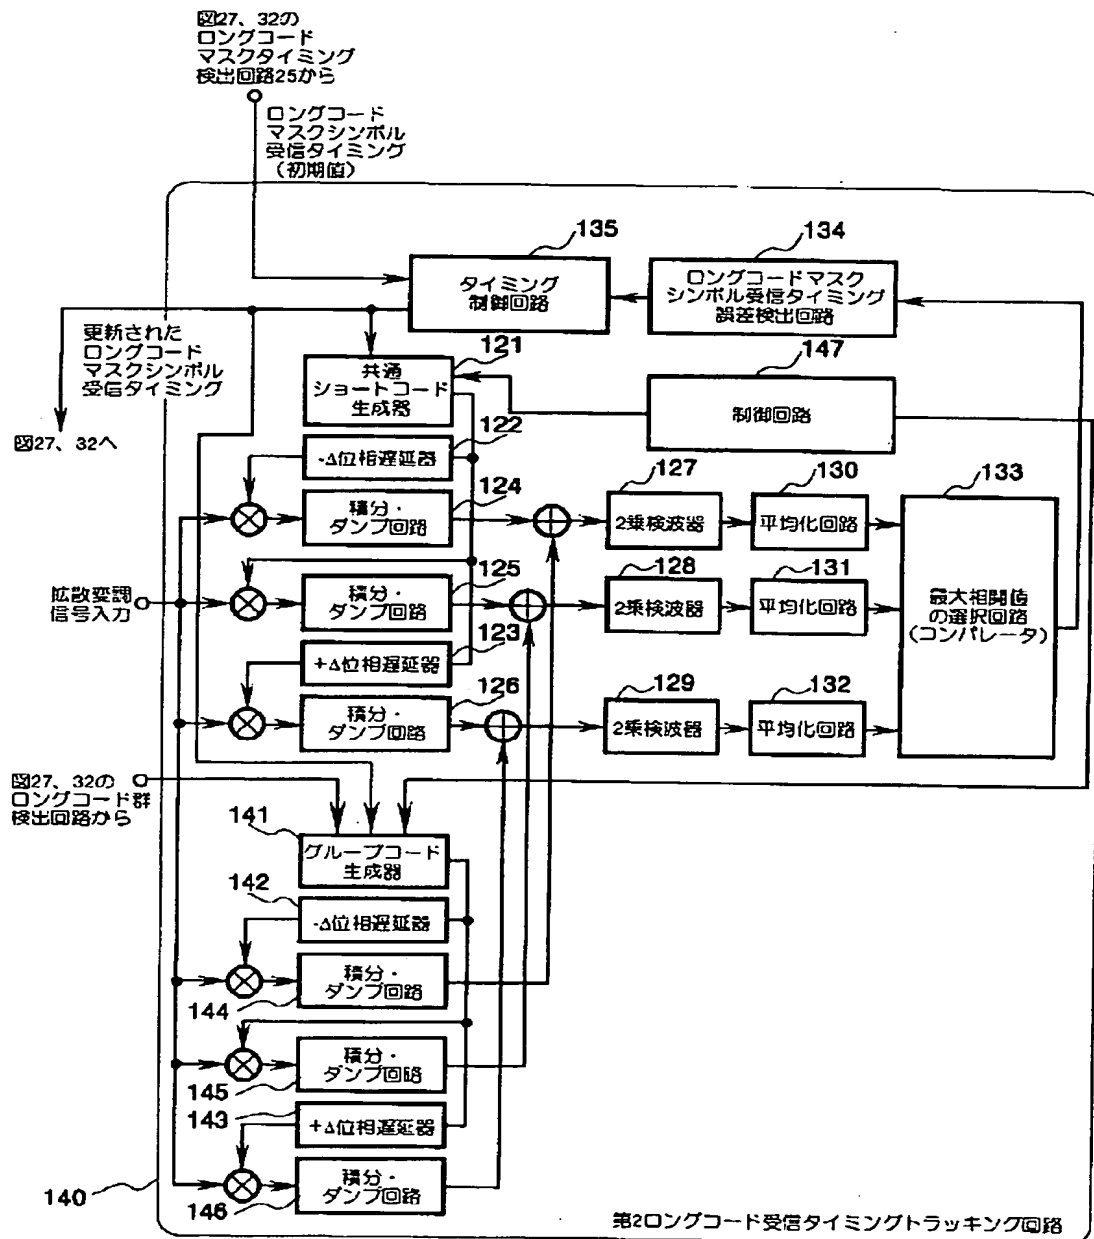 図27、32の
ロングコード
マスクタイミング
検出回路25から
ロングコード
マスクシンボル
受信タイミング
(初期値)
135
134
タイミング
制御回路
ロングコードマスク
シンボル受信タイミング
誤差検出回路
更新された
ロングコード
マスクシンボル
受信タイミング
図27、32へ
121
共通
ショートコード
生成器
147
制御回路
122
-Δ位相遅延器
124
積分・
ダンプ回路
127
2乗検波器
130
平均化回路
133
最大相関値
の選択回路
(コンパレータ)
拡散変調
信号入力
125
積分・
ダンプ回路
128
2乗検波器
131
平均化回路
123
+Δ位相遅延器
126
積分・
ダンプ回路
129
2乗検波器
132
平均化回路
図27、32の
ロングコード群
検出回路から
141
グループコード
生成器
142
-Δ位相遅延器
積分・
ダンプ回路
144
積分・
ダンプ回路
145
143
+Δ位相遅延器
積分・
ダンプ回路
146
140
第2ロングコード受信タイミングトラッキング回路